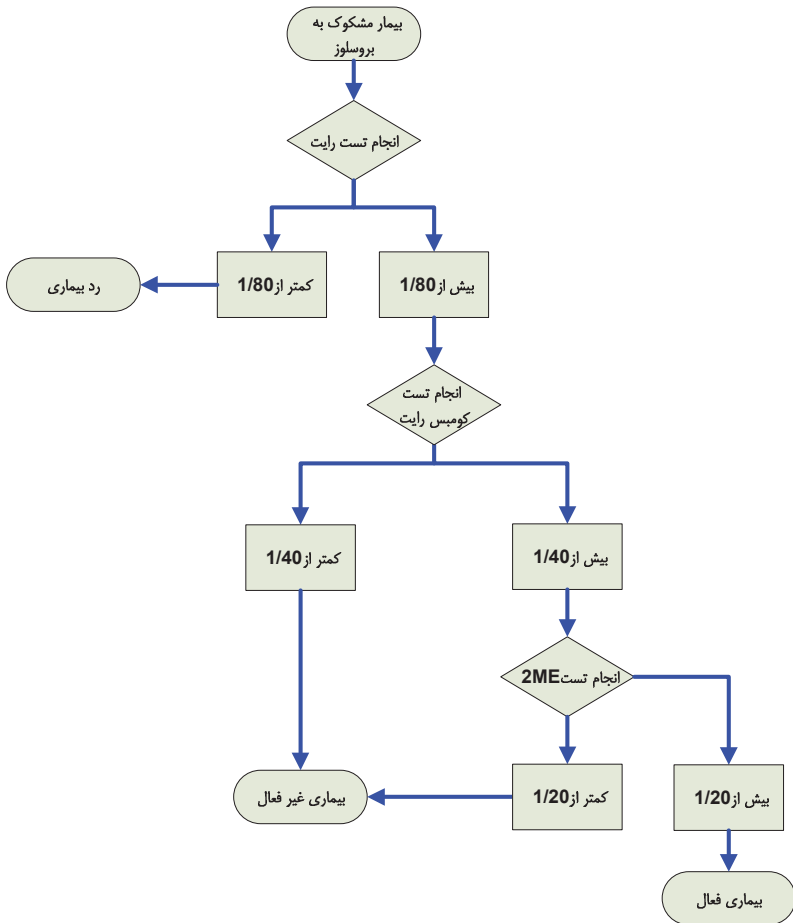 بیمار مشکوک به
بروسلوز
انجام تست رایت
کمتر از 1/80
بیش از 1/80
رد بیماری
انجام تست
کومبس رایت
کمتر از 1/40
بیش از 1/40
انجام تست 2ME
بیماری غیر فعال
کمتر از 1/20
بیش از 1/20
بیماری فعال